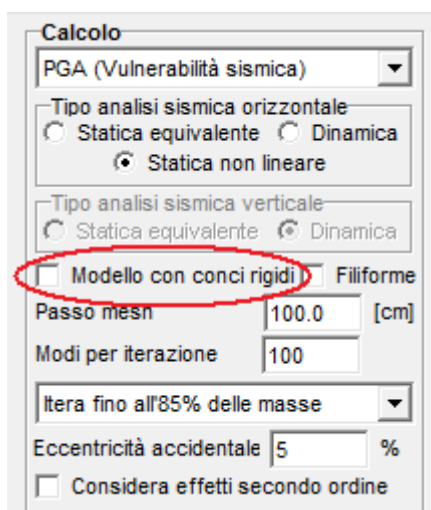 Calcolo
PGA (Vulnerabilità sismica)
Tipo analisi sismica orizzontale
Statica equivalente Dinamica
Statica non lineare
Tipo analisi sismica verticale
Statica equivalente Dinamica
Modello con conci rigidi Filiforme
Passo mesh 100.0 [cm]
Modi per iterazione 100
Itera fino all'85% delle masse
Eccentricità accidentale 5 %
Considera effetti secondo ordine